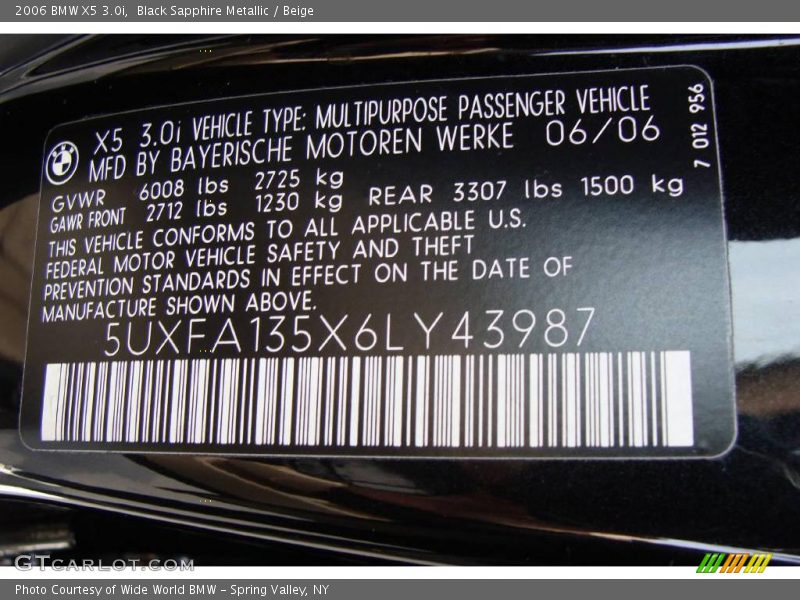 2006 BMW X5 3.0i,  Black Sapphire Metallic / Beige
X5 3.0i VEHICLE TYPE: MULTIPURPOSE PASSENGER VEHICLE
MFD BY BAYERISCHE MOTOREN WERKE 06/06
7 012 956
GVWR 6008 lbs 2725 kg
GAWR FRONT 2712 lbs 1230 kg REAR 3307 lbs 1500 kg
THIS VEHICLE CONFORMS TO ALL APPLICABLE U.S.
FEDERAL MOTOR VEHICLE SAFETY AND THEFT
PREVENTION STANDARDS IN EFFECT ON THE DATE OF
MANUFACTURE SHOWN ABOVE.
5UXFA135X6LY43987
GTCARLOT.COM
Photo Courtesy of Wide World BMW - Spring Valley, NY